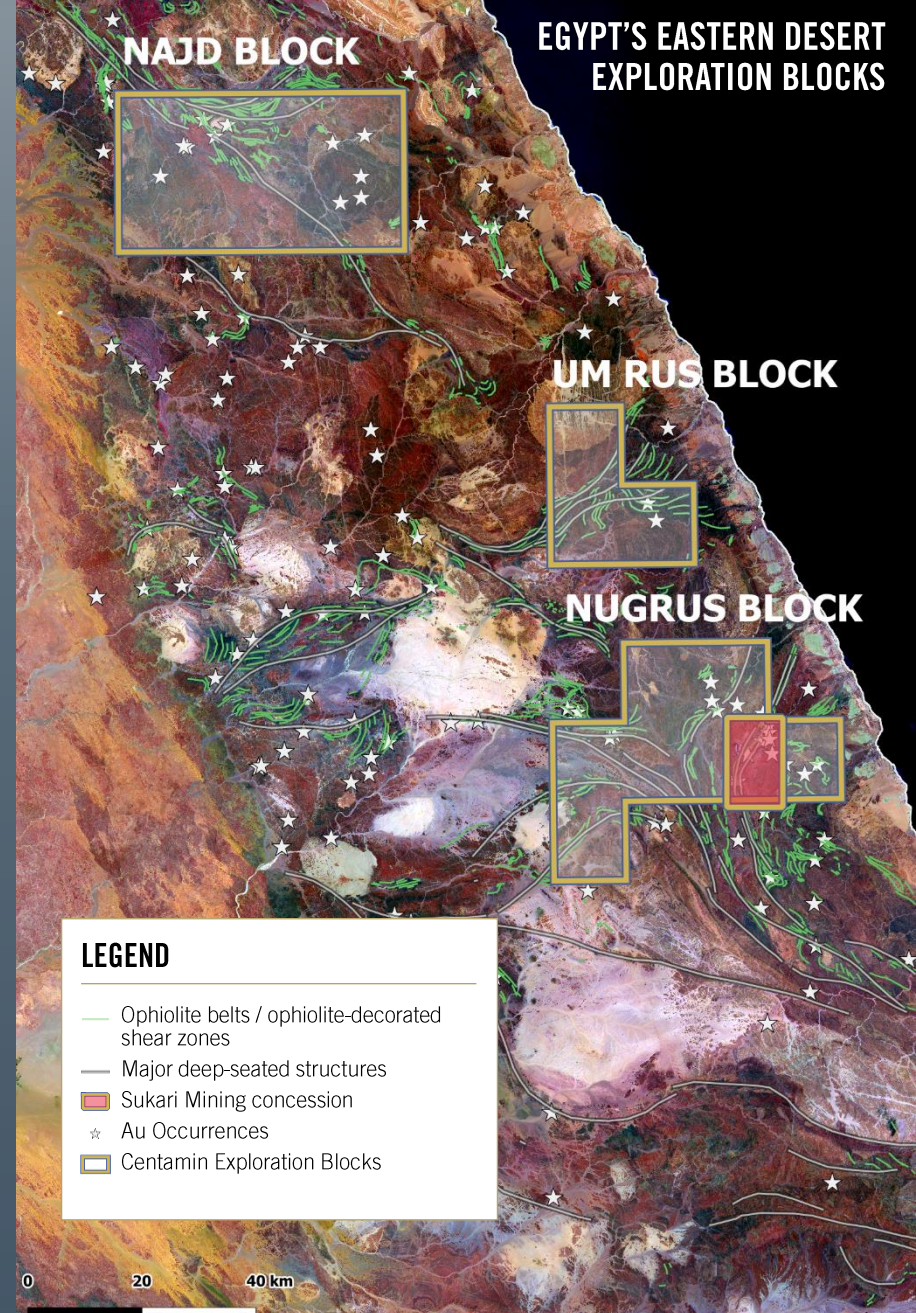 EGYPT'S EASTERN DESERT
EXPLORATION BLOCKS
NAJD BLOCK
UM RUS BLOCK
NUGRUS BLOCK
LEGEND
Ophiolite belts / ophiolite-decorated
shear zones
Major deep-seated structures
Sukari Mining concession
Au Occurrences
Centamin Exploration Blocks
0 20 40 km